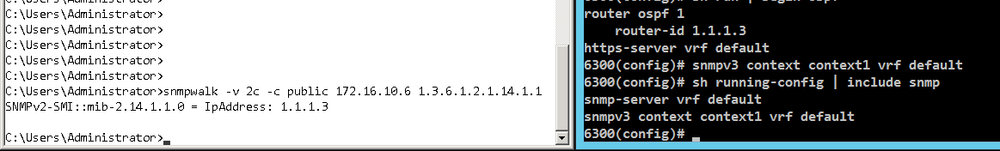 C:\Users\Administrator>
C:\Users\Administrator>
C:\Users\Administrator>
C:\Users\Administrator>
C:\Users\Administrator>
C:\Users\Administrator>snmpwalk -v 2c -c public 172.16.10.6 1.3.6.1.2.1.14.1.1
SNMPv2-SMI::mib-2.14.1.1.0 = IpAddress: 1.1.1.3
C:\Users\Administrator>
router ospf 1
router-id 1.1.1.3
https-server vrf default
6300(config)# snmpv3 context context1 vrf default
6300(config)# sh running-config | include snmp
snmp-server vrf default
snmpv3 context context1 vrf default
6300(config)#